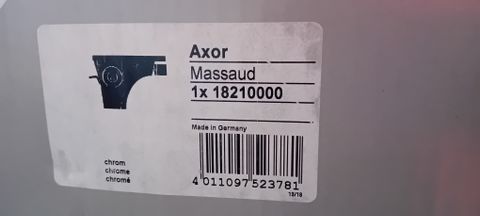 Axor
Massaud
1x 18210000
Made in Germany
chrom
chrome
chromé
4 011097 523781